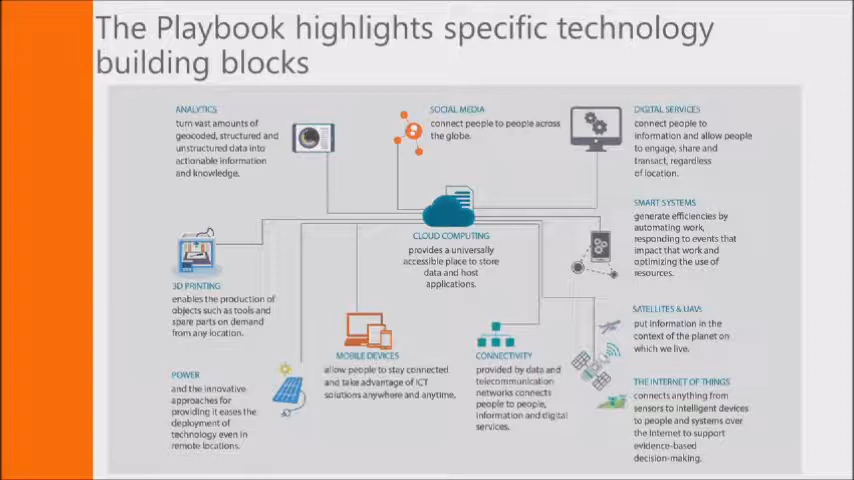 The Playbook highlights specific technology
building blocks
ANALYTICS
turn vast amounts of
geocoded, structured and
unstructured data into
actionable information
and knowledge.
SOCIAL MEDIA
connect people to people across
the globe.
DIGITAL SERVICES
connect people to
information and allow people
to engage, share and
transact, regardless
of location.
SMART SYSTEMS
generate efficiencies by
automating work,
responding to events that
impact that work and
optimizing the use of
resources.
CLOUD COMPUTING
provides a universally
accessible place to store
data and host
applications.
3D PRINTING
enables the production of
objects such as tools and
spare parts on demand
from any location.
SATELLITES & UAVs
put information in the
context of the planet on
which we live.
MOBILE DEVICES
allow people to stay connected
and take advantage of ICT
solutions anywhere and anytime.
CONNECTIVITY
provided by data and
telecommunication
networks connects
people to people,
information and digital
services.
POWER
and the innovative
approaches for
providing it eases the
deployment of
technology even in
remote locations.
THE INTERNET OF THINGS
connects anything from
sensors to intelligent devices
to people and systems over
the Internet to support
evidence-based
decision-making.